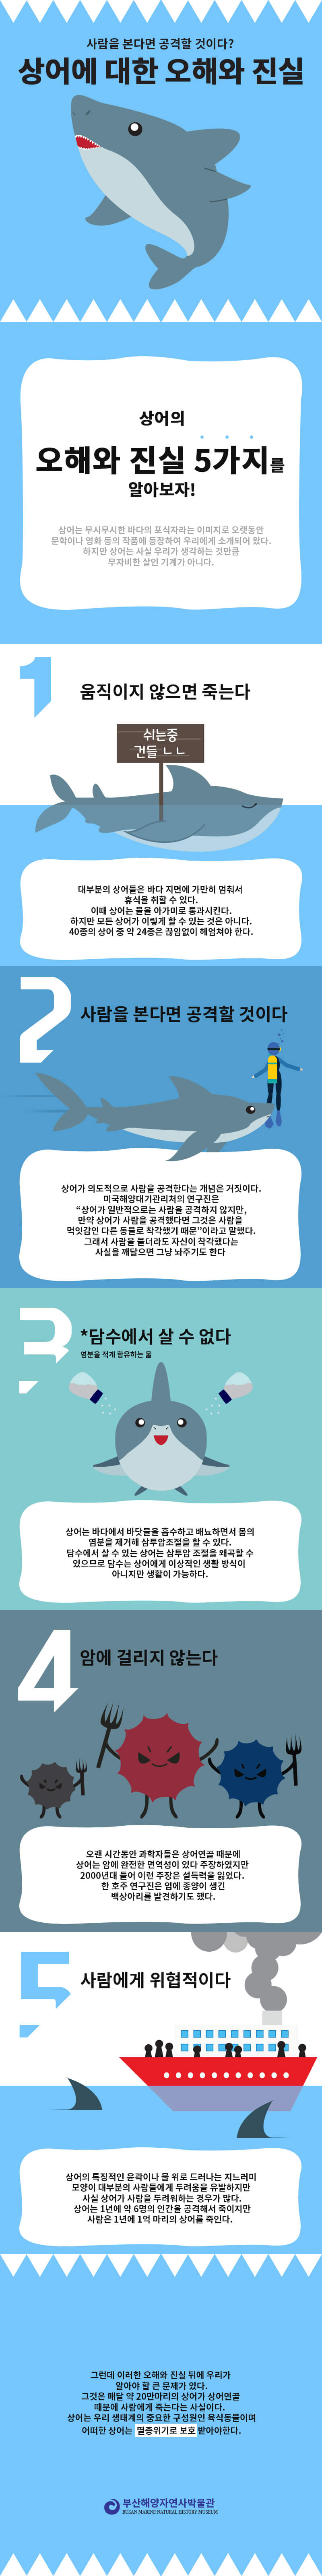 사람을 본다면 공격할 것이다?
상어에 대한 오해와 진실
상어의
오해와 진실 5가지를
알아보자!
상어는 무시무시한 바다의 포식자라는 이미지로 오랫동안
문학이나 영화 등의 작품에 등장하여 우리에게 소개되어 왔다.
하지만 상어는 사실 우리가 생각하는 것만큼
무자비한 살인 기계가 아니다.
1
움직이지 않으면 죽는다
쉬는중
건들 ㄴㄴ
대부분의 상어들은 바다 지면에 가만히 멈춰서
휴식을 취할 수 있다.
이때 상어는 물을 아가미로 통과시킨다.
하지만 모든 상어가 이렇게 할 수 있는 것은 아니다.
40종의 상어 중 약 24종은 끊임없이 헤엄쳐야 한다.
2
사람을 본다면 공격할 것이다
상어가 의도적으로 사람을 공격한다는 개념은 거짓이다.
미국해양대기관리처의 연구진은
“상어가 일반적으로는 사람을 공격하지 않지만,
만약 상어가 사람을 공격했다면 그것은 사람을
먹잇감인 다른 동물로 착각했기 때문”이라고 말했다.
그래서 사람을 물더라도 자신이 착각했다는
사실을 깨달으면 그냥 놔주기도 한다
3
*담수에서 살 수 없다
염분을 적게 함유하는 물
상어는 바다에서 바닷물을 흡수하고 배뇨하면서 몸의
염분을 제거해 삼투압조절을 할 수 있다.
담수에서 살 수 있는 상어는 삼투압 조절을 왜곡할 수
있으므로 담수는 상어에게 이상적인 생활 방식이
아니지만 생활이 가능하다.
4
암에 걸리지 않는다
오랜 시간동안 과학자들은 상어연골 때문에
상어는 암에 완전한 면역성이 있다 주장하였지만
2000년대 들어 이런 주장은 설득력을 잃었다.
한 호주 연구진은 입에 종양이 생긴
백상아리를 발견하기도 했다.
5
사람에게 위협적이다
상어의 특징적인 윤곽이나 물 위로 드러나는 지느러미
모양이 대부분의 사람들에게 두려움을 유발하지만
사실 상어가 사람을 두려워하는 경우가 많다.
상어는 1년에 약 6명의 인간을 공격해서 죽이지만
사람은 1년에 1억 마리의 상어를 죽인다.
그런데 이러한 오해와 진실 뒤에 우리가
알아야 할 큰 문제가 있다.
그것은 매달 약 20만마리의 상어가 상어연골
때문에 사람에게 죽는다는 사실이다.
상어는 우리 생태계의 중요한 구성원인 육식동물이며
어떠한 상어는 멸종위기로 보호 받아야한다.
부산해양자연사박물관
BUSAN MARINE NATURAL HISTORY MUSEUM